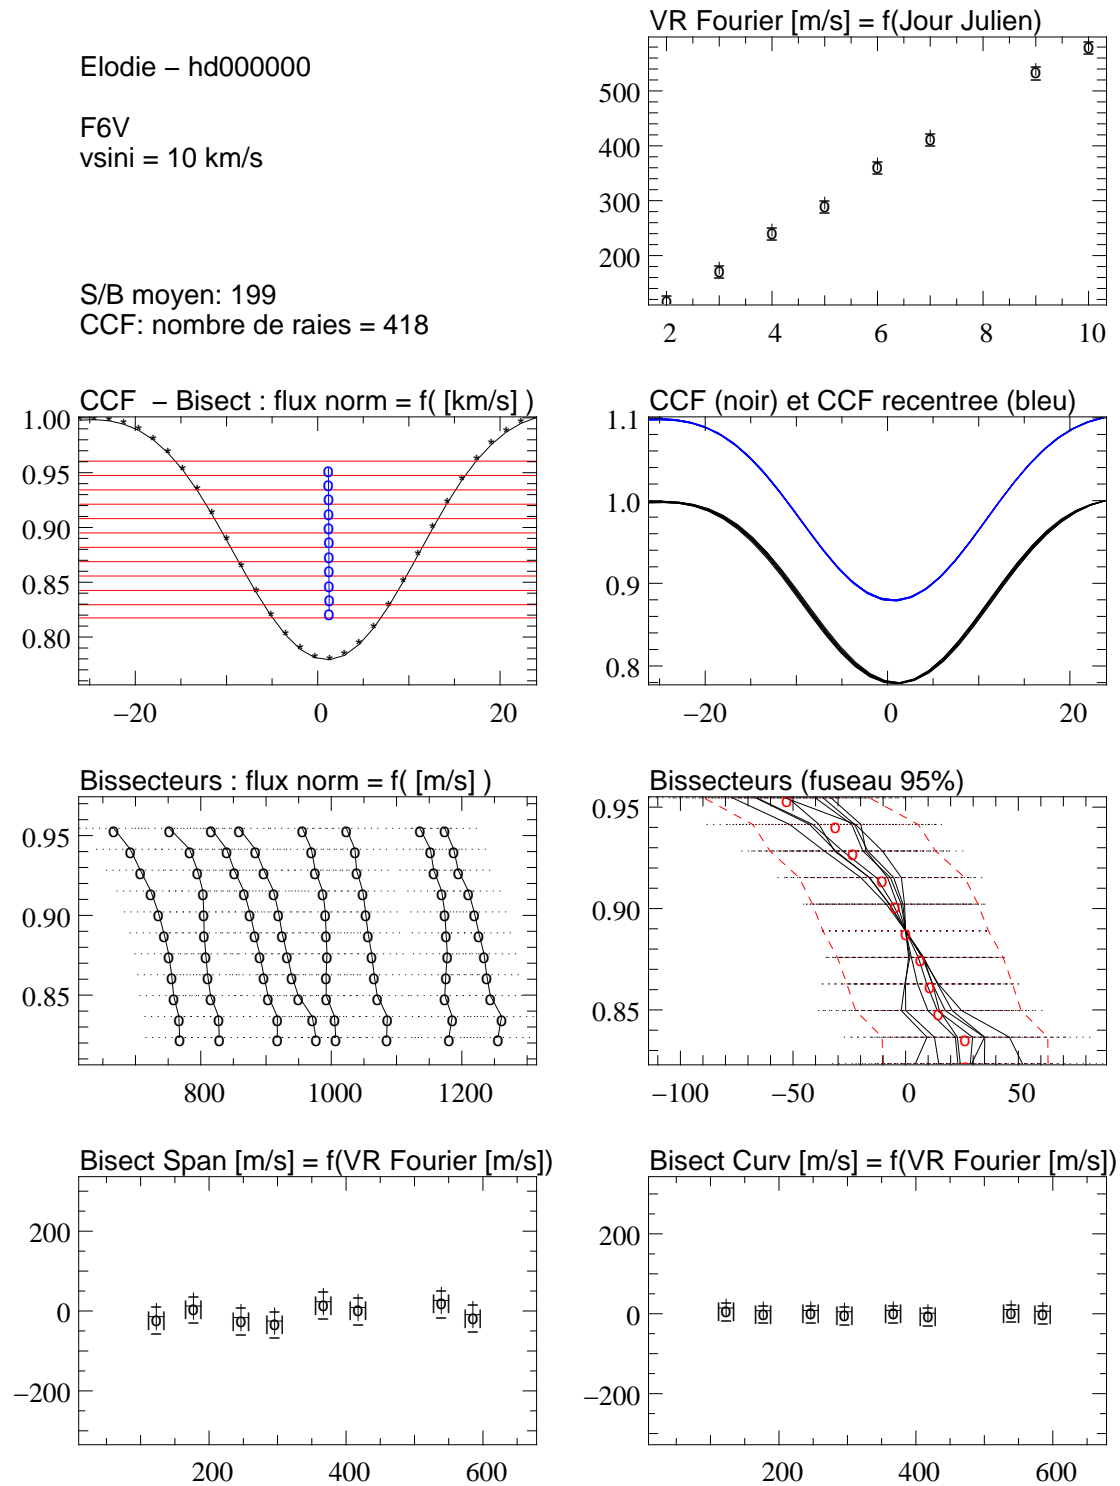 VR Fourier [m/s] = f(Jour Julien)
Elodie – hd000000
F6V
vsini = 10 km/s
S/B moyen: 199
CCF: nombre de raies = 418
500
400
300
200
2 4 6 8 10
CCF – Bisect : flux norm = f( [km/s] )
1.00
0.95
0.90
0.85
0.80
−20 0 20
CCF (noir) et CCF recentree (bleu)
1.1
1.0
0.9
0.8
−20 0 20
Bissecteurs : flux norm = f( [m/s] )
0.95
0.90
0.85
800 1000 1200
Bissecteurs (fuseau 95%)
0.95
0.90
0.85
−100 −50 0 50
Bisect Span [m/s] = f(VR Fourier [m/s])
200
0
−200
200 400 600
Bisect Curv [m/s] = f(VR Fourier [m/s])
200
0
−200
200 400 600